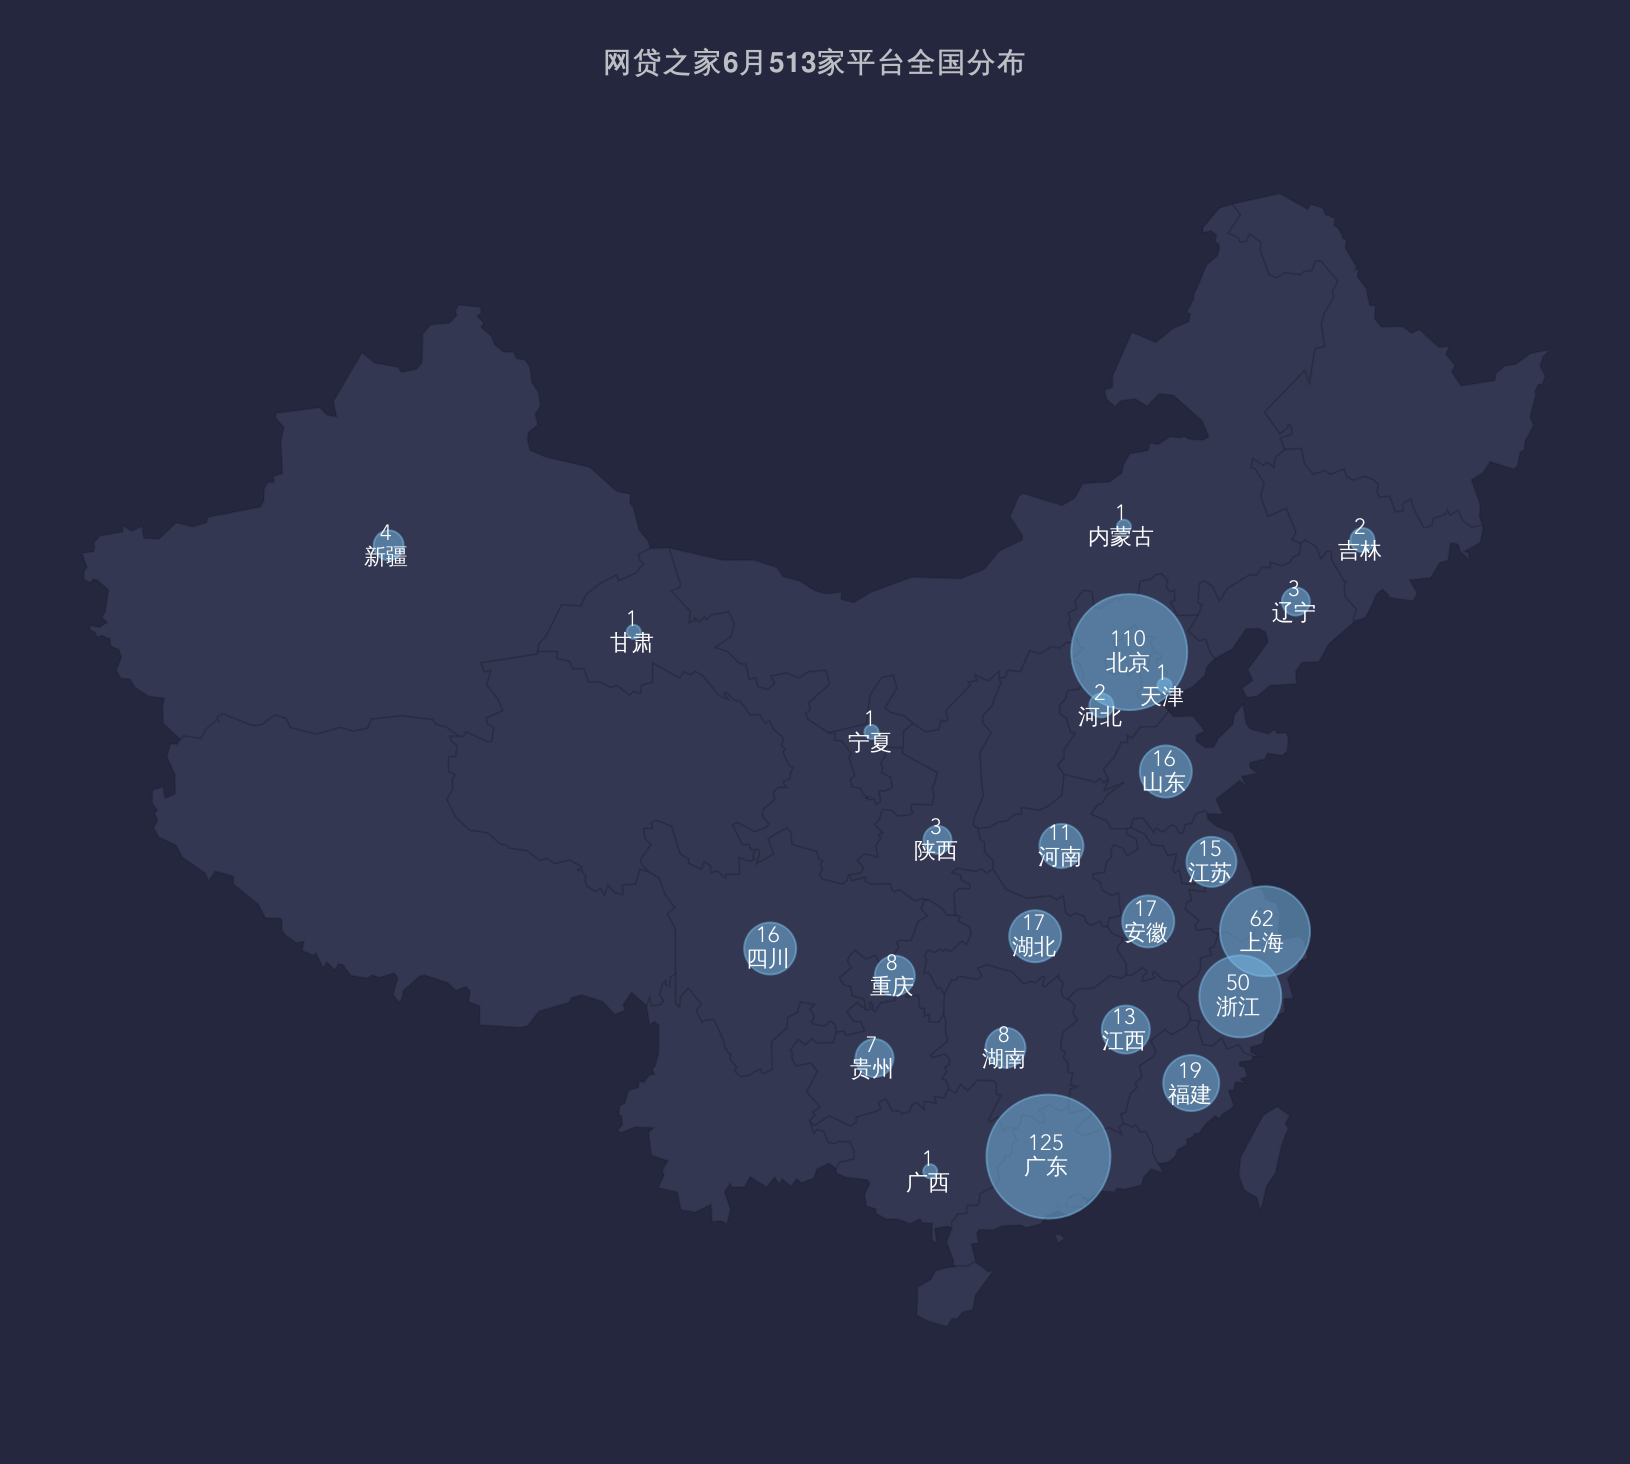 网贷之家6月513家平台全国分布
1
内蒙古
4
新疆
2
吉林
3
辽宁
1
甘肃
110
北京
1
天津
2
河北
1
宁夏
16
山东
3
陕西
11
河南
15
江苏
17
安徽
17
湖北
62
上海
16
四川
8
重庆
50
浙江
13
江西
8
湖南
7
贵州
19
福建
125
广东
1
广西